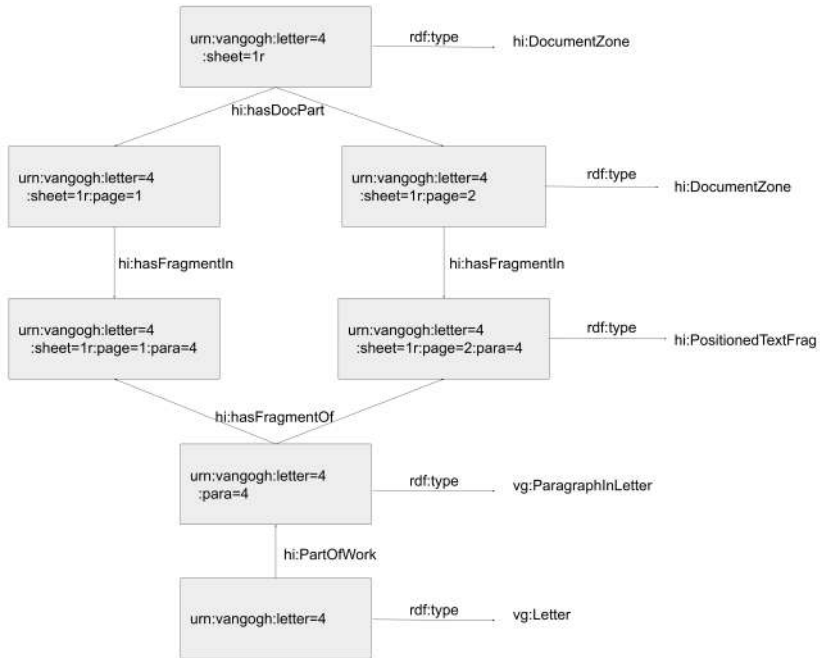 urn:vangogh:letter=4
:sheet=1r
rdf:type
hi:DocumentZone
hi:hasDocPart
urn:vangogh:letter=4
:sheet=1r:page=1
urn:vangogh:letter=4
:sheet=1r:page=2
rdf:type
hi:DocumentZone
hi:hasFragmentIn
hi:hasFragmentIn
urn:vangogh:letter=4
:sheet=1r:page=1:para=4
urn:vangogh:letter=4
:sheet=1r:page=2:para=4
rdf:type
hi:PositionedTextFrag
hi:hasFragmentOf
urn:vangogh:letter=4
:para=4
rdf:type
vg:ParagraphInLetter
hi:PartOfWork
urn:vangogh:letter=4
rdf:type
vg:Letter